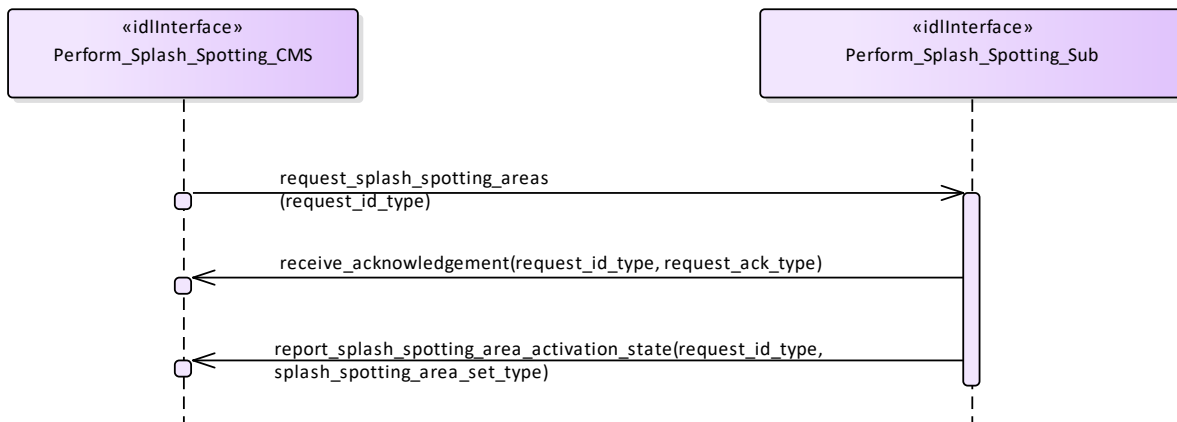 «idlInterface»
Perform_Splash_Spotting_CMS
«idlInterface»
Perform_Splash_Spotting_Sub
request_splash_spotting_areas
(request_id_type)
receive_acknowledgement(request_id_type, request_ack_type)
report_splash_spotting_area_activation_state(request_id_type,
splash_spotting_area_set_type)